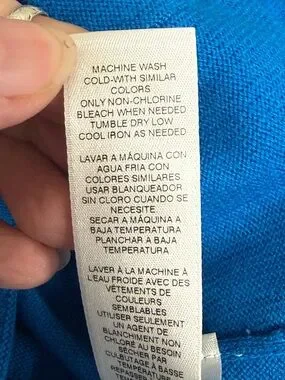 MACHINE WASH
COLD-WITH SIMILAR
COLORS
ONLY NON-CHLORINE
BLEACH WHEN NEEDED
TUMBLE DRY LOW
COOL IRON AS NEEDED
LAVAR A MÁQUINA CON
AGUA FRIA CON
COLORES SIMILARES
USAR BLANQUEADOR
SIN CLORO CUANDO SE
NECESITE
SECAR A MÁQUINA A
BAJA TEMPERATURA
PLANCHAR A BAJA
TEMPERATURA
LAVER À LA MACHINE À
L'EAU FROIDE AVEC DES
VÊTEMENTS DE
COULEURS
SEMBLABLES
UTILISER SEULEMENT
UN AGENT DE
BLANCHIMENT NON
CHLORÉ AU BESOIN
SÉCHER PAR
CULBUTAGE À BASSE
TEMPÉRATURE
REPASSER